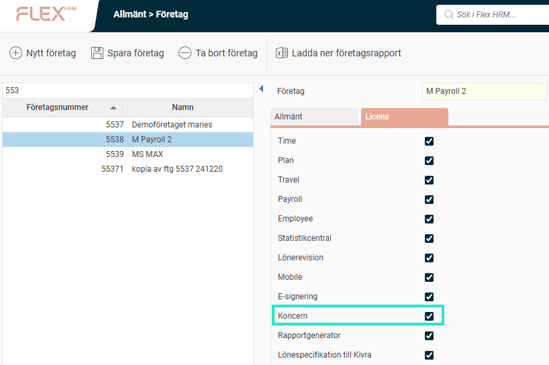 FLEX HRM
Allmänt > Företag
Sök i Flex HRM...
Nytt företag
Spara företag
Ta bort företag
Ladda ner företagsrapport
553
Företagsnummer Namn
5537 Demoföretaget maries
5538 M Payroll 2
5539 MS MAX
55371 kopia av ftg 5537 241220
Företag M Payroll 2
Allmänt Licens
Time
Plan
Travel
Payroll
Employee
Statistikcentral
Lönerevision
Mobile
E-signering
Koncern
Rapportgenerator
Lönespecifikation till Kivra